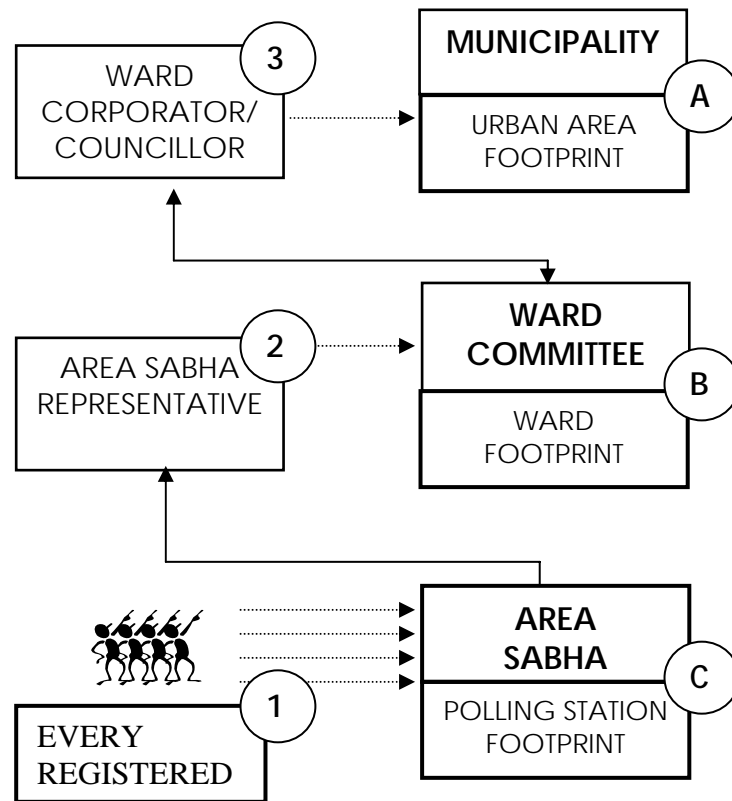 3
WARD
CORPORATOR/
COUNCILLOR
MUNICIPALITY
A
URBAN AREA
FOOTPRINT
2
AREA SABHA
REPRESENTATIVE
WARD
COMMITTEE
B
WARD
FOOTPRINT
1
EVERY
REGISTERED
AREA
SABHA
C
POLLING STATION
FOOTPRINT